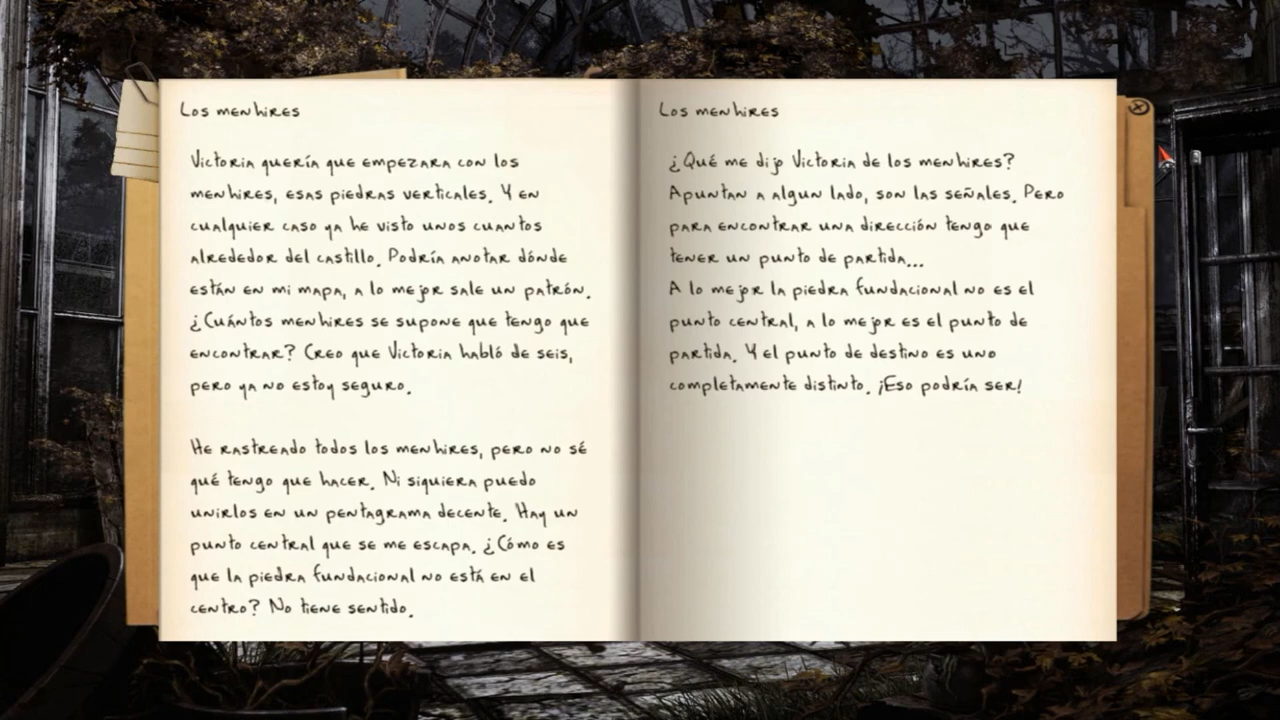 Los menhires
Victoria quería que empezara con los
menhires, esas piedras verticales. Y en
cualquier caso ya he visto unos cuantos
alrededor del castillo. Podría anotar dónde
están en mi mapa, a lo mejor sale un patrón.
¿Cuántos menhires se supone que tengo que
encontrar? Creo que Victoria habló de seis,
pero ya no estoy seguro.
He rastreado todos los menhires, pero no sé
qué tengo que hacer. Ni siquiera puedo
unirlos en un pentagrama decente. Hay un
punto central que se me escapa. ¿Cómo es
que la piedra fundacional no está en el
centro? No tiene sentido.
Los menhires
¿Qué me dijo Victoria de los menhires?
Apuntan a algun lado, son las señales. Pero
para encontrar una dirección tengo que
tener un punto de partida...
A lo mejor la piedra fundacional no es el
punto central, a lo mejor es el punto de
partida. Y el punto de destino es uno
completamente distinto. ¡Eso podría ser!